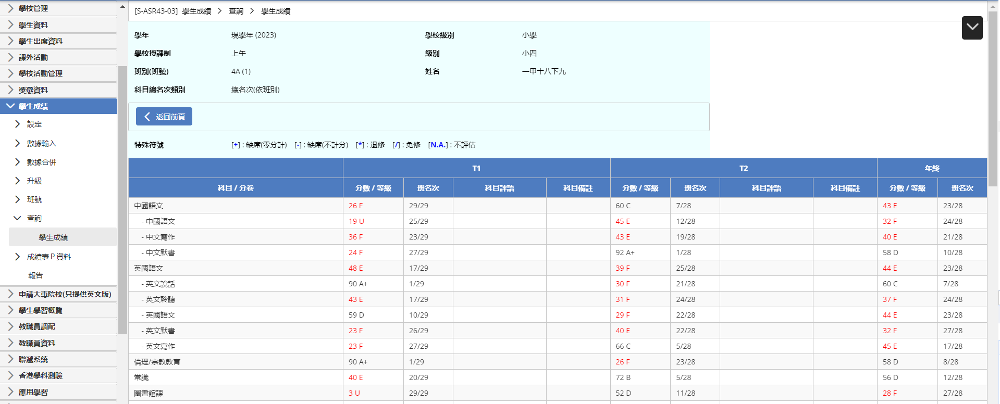 學校管理
學生資料
學生出席資料
課外活動
學校活動管理
獎懲資料
學生成績
設定
數據輸入
數據合併
升級
班號
查詢
學生成績
成績表 P 資料
報告
申請大專院校(只提供英文版)
學生學習概覽
教職員調配
教職員資料
聯遞系統
香港學科測驗
應用學習
[S-ASR43-03] 學生成績 > 查詢 > 學生成績
學年 現學年 (2023) 學校級別 小學
學校授課制 上午 級別 小四
班別(班號) 4A (1) 姓名 一甲十八下九
科目總名次類別 總名次(依班別)
返回前頁
特殊符號 [+] : 缺席(零分計) [-] : 缺席(不計分) [*] : 退修 [/] : 免修 [N.A.] : 不評估
T1 T2 年終
科目 / 分卷 分數 / 等級 班名次 科目評語 科目備註 分數 / 等級 班名次 科目評語 科目備註 分數 / 等級 班名次
中國語文 26 F 29/29 60 C 7/28 43 E 23/28
- 中國語文 19 U 25/29 45 E 12/28 32 F 24/28
- 中文寫作 36 F 23/29 43 E 19/28 40 E 21/28
- 中文默書 24 F 27/29 92 A+ 1/28 58 D 10/28
英國語文 48 E 17/29 39 F 25/28 44 E 23/28
- 英文說話 90 A+ 1/29 30 F 21/28 60 C 7/28
- 英文聆聽 43 E 17/29 31 F 24/28 37 F 24/28
- 英國語文 59 D 10/29 29 F 22/28 44 E 23/28
- 英文默書 23 F 26/29 40 E 22/28 32 F 27/28
- 英文寫作 23 F 27/29 66 C 5/28 45 E 17/28
倫理/宗教教育 90 A+ 1/29 26 F 23/28 58 D 8/28
常識 40 E 20/29 72 B 5/28 56 D 12/28
圖書館課 3 U 29/29 52 D 11/28 28 F 27/28